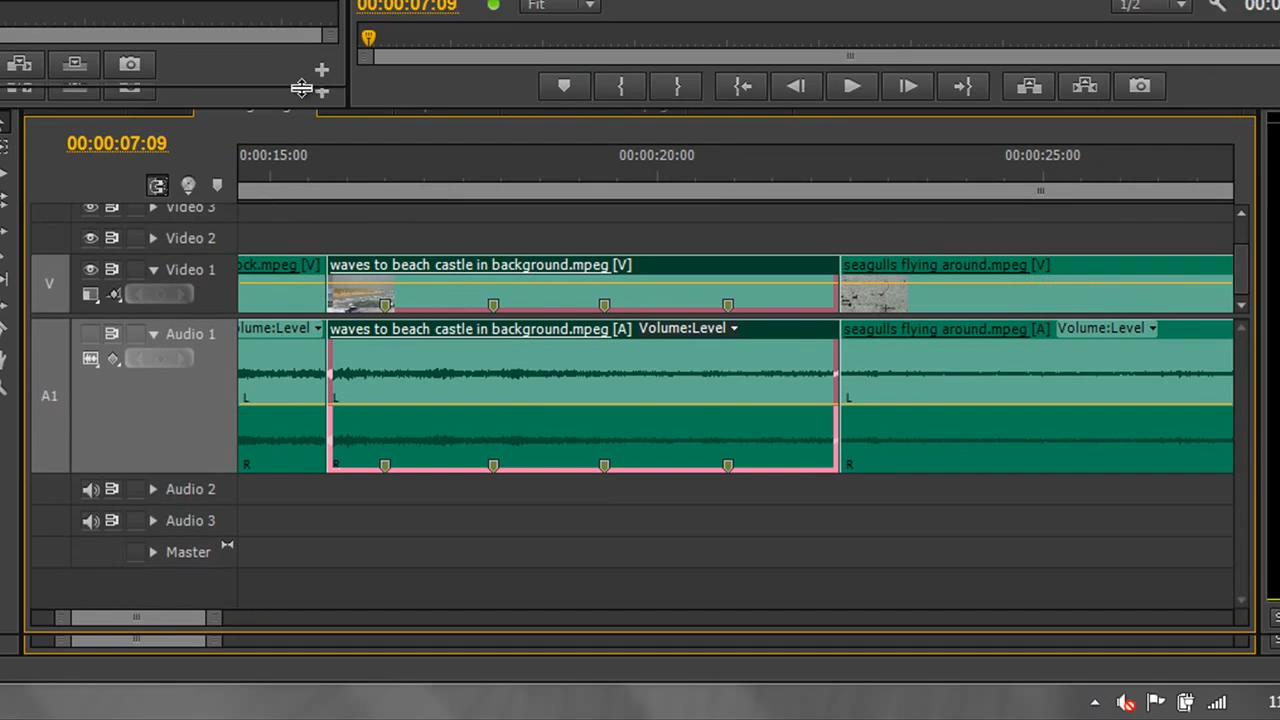 00:00:07:09
Fit
1/2
00:0
00:00:07:09
0:00:15:00
00:00:20:00
00:00:25:00
Video 3
Video 2
V
Video 1
ock.mpeg [V]
waves to beach castle in background.mpeg [V]
seagulls flying around.mpeg [V]
Audio 1
olume:Level
waves to beach castle in background.mpeg [A] Volume:Level
seagulls flying around.mpeg [A] Volume:Level
A1
L
L
L
R
R
R
Audio 2
Audio 3
Master
11